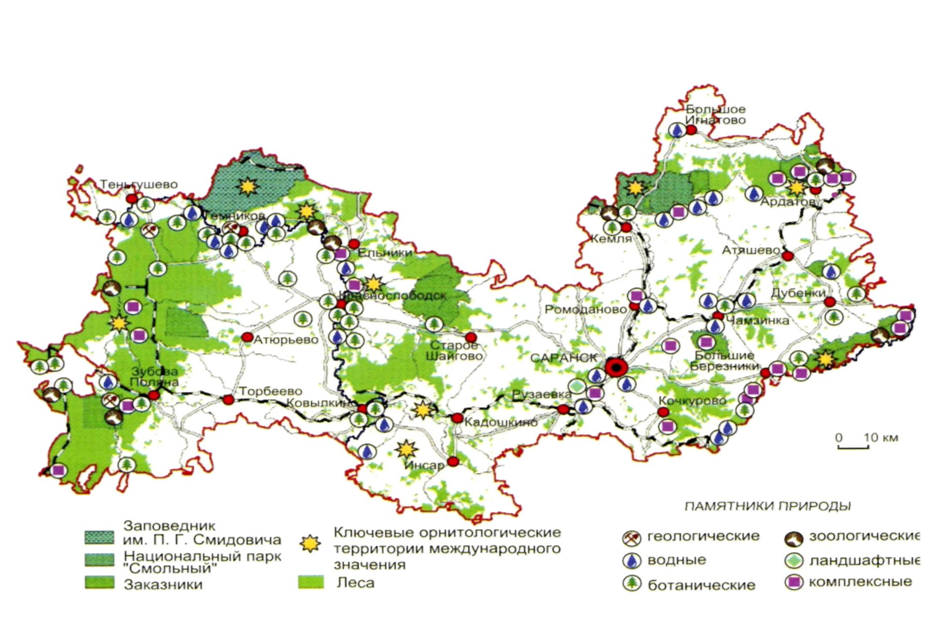 Большое
Игнатово
Теньгушево
Темников
Ардатов
Кемля
Ельники
Атяшево
Краснослободск
Дубенки
Ромоданово
Чамзинка
Атюрьево
Старое
Шайгово
САРАНСК
Большие
Березники
Зубова
Поляна
Торбеево
Ковылкино
Рузаевка
Кочкурово
Кадошкино
Инсар
0 10 км
ПАМЯТНИКИ ПРИРОДЫ
Заповедник
им. П. Г. Смидовича
Национальный парк
"Смольный"
Заказники
Ключевые орнитологические
территории международного
значения
Леса
геологические
водные
ботанические
зоологические
ландшафтные
комплексные